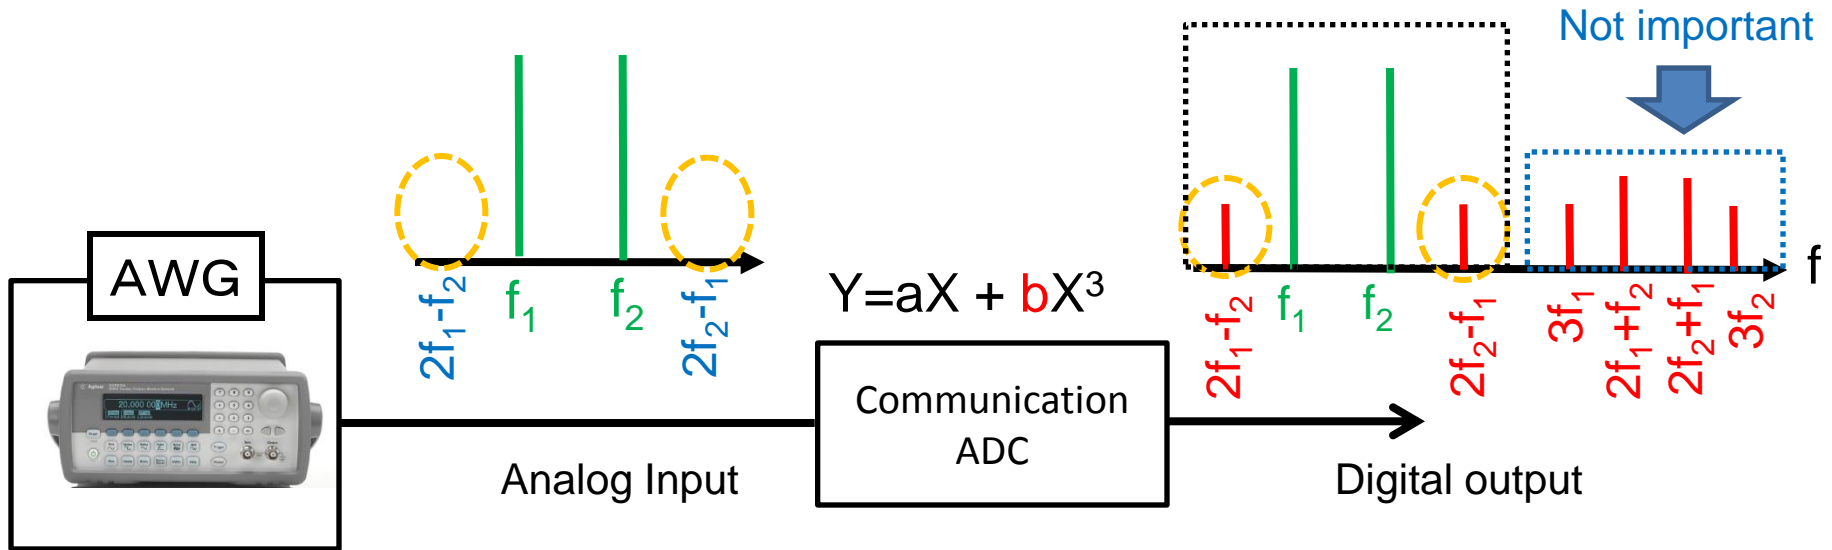 Not important
AWG
2f₁-f₂
f₁
f₂
2f₂-f₁
Y=aX + bX³
2f₁-f₂
f₁
f₂
2f₂-f₁
3f₁
2f₁+f₂
2f₂+f₁
3f₂
f
Agilent
Communication
ADC
Analog Input
Digital output